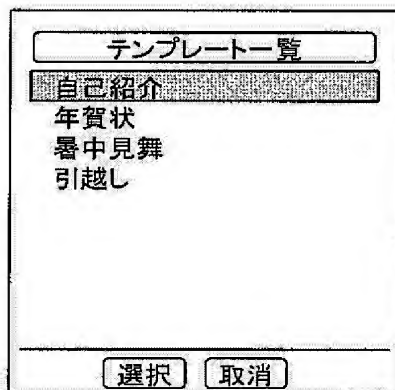 テンプレート一覧
自己紹介
年賀状
暑中見舞
引越し
選択 取消